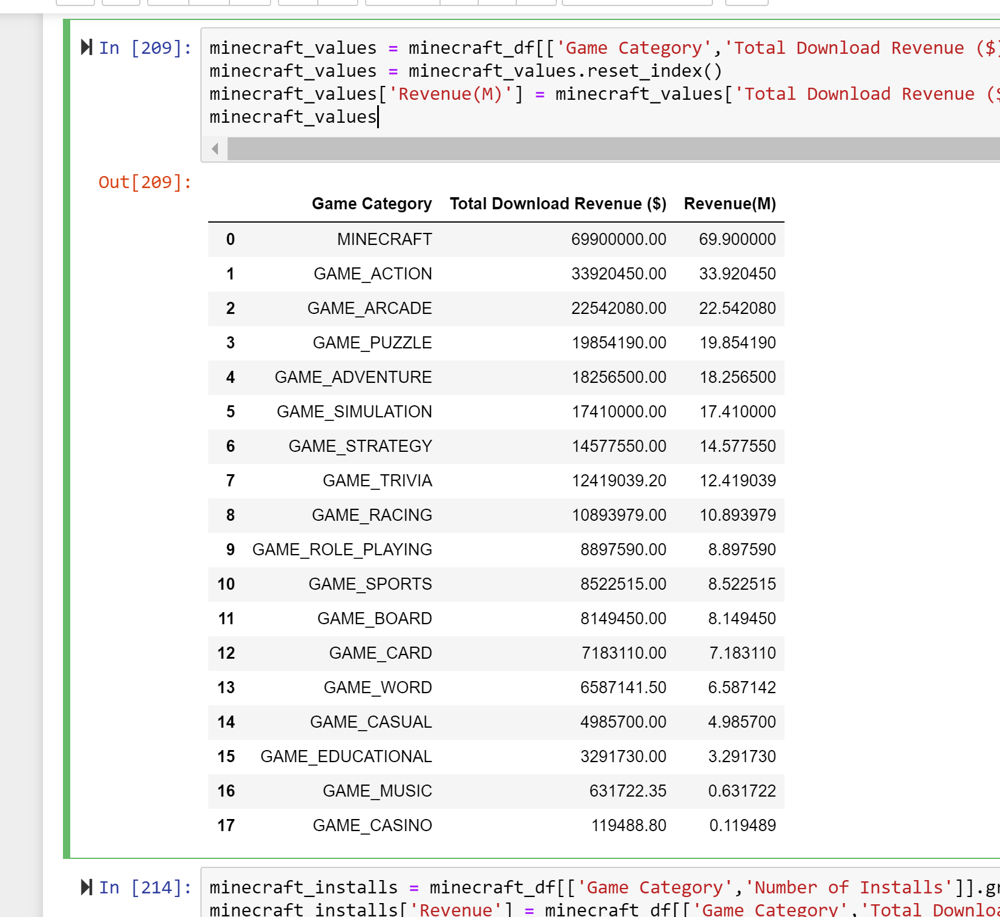 In [209]: minecraft_values = minecraft_df[['Game Category','Total Download Revenue ($)
minecraft_values = minecraft_values.reset_index()
minecraft_values['Revenue(M)'] = minecraft_values['Total Download Revenue ($
minecraft_values
Out[209]:
Game Category Total Download Revenue ($) Revenue(M)
0 MINECRAFT 69900000.00 69.900000
1 GAME_ACTION 33920450.00 33.920450
2 GAME_ARCADE 22542080.00 22.542080
3 GAME_PUZZLE 19854190.00 19.854190
4 GAME_ADVENTURE 18256500.00 18.256500
5 GAME_SIMULATION 17410000.00 17.410000
6 GAME_STRATEGY 14577550.00 14.577550
7 GAME_TRIVIA 12419039.20 12.419039
8 GAME_RACING 10893979.00 10.893979
9 GAME_ROLE_PLAYING 8897590.00 8.897590
10 GAME_SPORTS 8522515.00 8.522515
11 GAME_BOARD 8149450.00 8.149450
12 GAME_CARD 7183110.00 7.183110
13 GAME_WORD 6587141.50 6.587142
14 GAME_CASUAL 4985700.00 4.985700
15 GAME_EDUCATIONAL 3291730.00 3.291730
16 GAME_MUSIC 631722.35 0.631722
17 GAME_CASINO 119488.80 0.119489
In [214]: minecraft_installs = minecraft_df[['Game Category','Number of Installs']].gr
minecraft_installs['Revenue'] = minecraft_df[['Game Category','Total Downloa